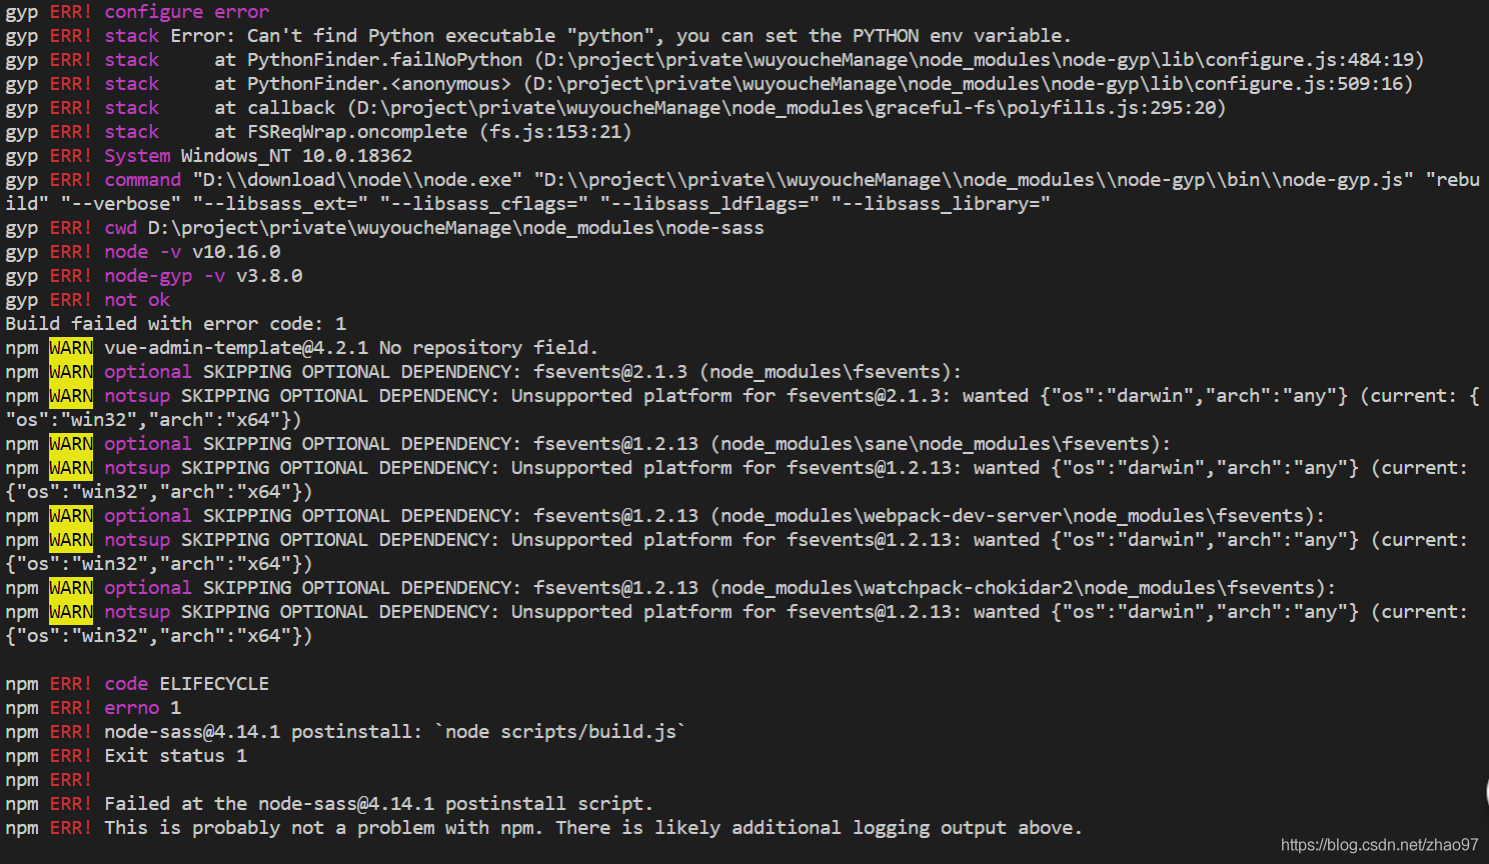 gyp ERR! configure error
gyp ERR! stack Error: Can't find Python executable "python", you can set the PYTHON env variable.
gyp ERR! stack     at PythonFinder.failNoPython (D:\project\private\wuyoucheManage\node_modules\node-gyp\lib\configure.js:484:19)
gyp ERR! stack     at PythonFinder.<anonymous> (D:\project\private\wuyoucheManage\node_modules\node-gyp\lib\configure.js:509:16)
gyp ERR! stack     at callback (D:\project\private\wuyoucheManage\node_modules\graceful-fs\polyfills.js:295:20)
gyp ERR! stack     at FSReqWrap.oncomplete (fs.js:153:21)
gyp ERR! System Windows_NT 10.0.18362
gyp ERR! command "D:\\download\\node\\node.exe" "D:\\project\\private\\wuyoucheManage\\node_modules\\node-gyp\\bin\\node-gyp.js" "rebu
ild" "--verbose" "--libsass_ext=" "--libsass_cflags=" "--libsass_ldflags=" "--libsass_library="
gyp ERR! cwd D:\project\private\wuyoucheManage\node_modules\node-sass
gyp ERR! node -v v10.16.0
gyp ERR! node-gyp -v v3.8.0
gyp ERR! not ok
Build failed with error code: 1
npm WARN vue-admin-template@4.2.1 No repository field.
npm WARN optional SKIPPING OPTIONAL DEPENDENCY: fsevents@2.1.3 (node_modules\fsevents):
npm WARN notsup SKIPPING OPTIONAL DEPENDENCY: Unsupported platform for fsevents@2.1.3: wanted {"os":"darwin","arch":"any"} (current: {
"os":"win32","arch":"x64"})
npm WARN optional SKIPPING OPTIONAL DEPENDENCY: fsevents@1.2.13 (node_modules\sane\node_modules\fsevents):
npm WARN notsup SKIPPING OPTIONAL DEPENDENCY: Unsupported platform for fsevents@1.2.13: wanted {"os":"darwin","arch":"any"} (current:
{"os":"win32","arch":"x64"})
npm WARN optional SKIPPING OPTIONAL DEPENDENCY: fsevents@1.2.13 (node_modules\webpack-dev-server\node_modules\fsevents):
npm WARN notsup SKIPPING OPTIONAL DEPENDENCY: Unsupported platform for fsevents@1.2.13: wanted {"os":"darwin","arch":"any"} (current:
{"os":"win32","arch":"x64"})
npm WARN optional SKIPPING OPTIONAL DEPENDENCY: fsevents@1.2.13 (node_modules\watchpack-chokidar2\node_modules\fsevents):
npm WARN notsup SKIPPING OPTIONAL DEPENDENCY: Unsupported platform for fsevents@1.2.13: wanted {"os":"darwin","arch":"any"} (current:
{"os":"win32","arch":"x64"})
npm ERR! code ELIFECYCLE
npm ERR! errno 1
npm ERR! node-sass@4.14.1 postinstall: `node scripts/build.js`
npm ERR! Exit status 1
npm ERR!
npm ERR! Failed at the node-sass@4.14.1 postinstall script.
npm ERR! This is probably not a problem with npm. There is likely additional logging output above.
https://blog.csdn.net/zhao97